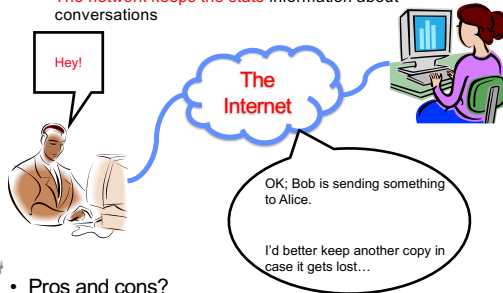 The network keeps the state information about
conversations
Hey!
The
Internet
OK; Bob is sending something
to Alice.
I'd better keep another copy in
case it gets lost…
• Pros and cons?